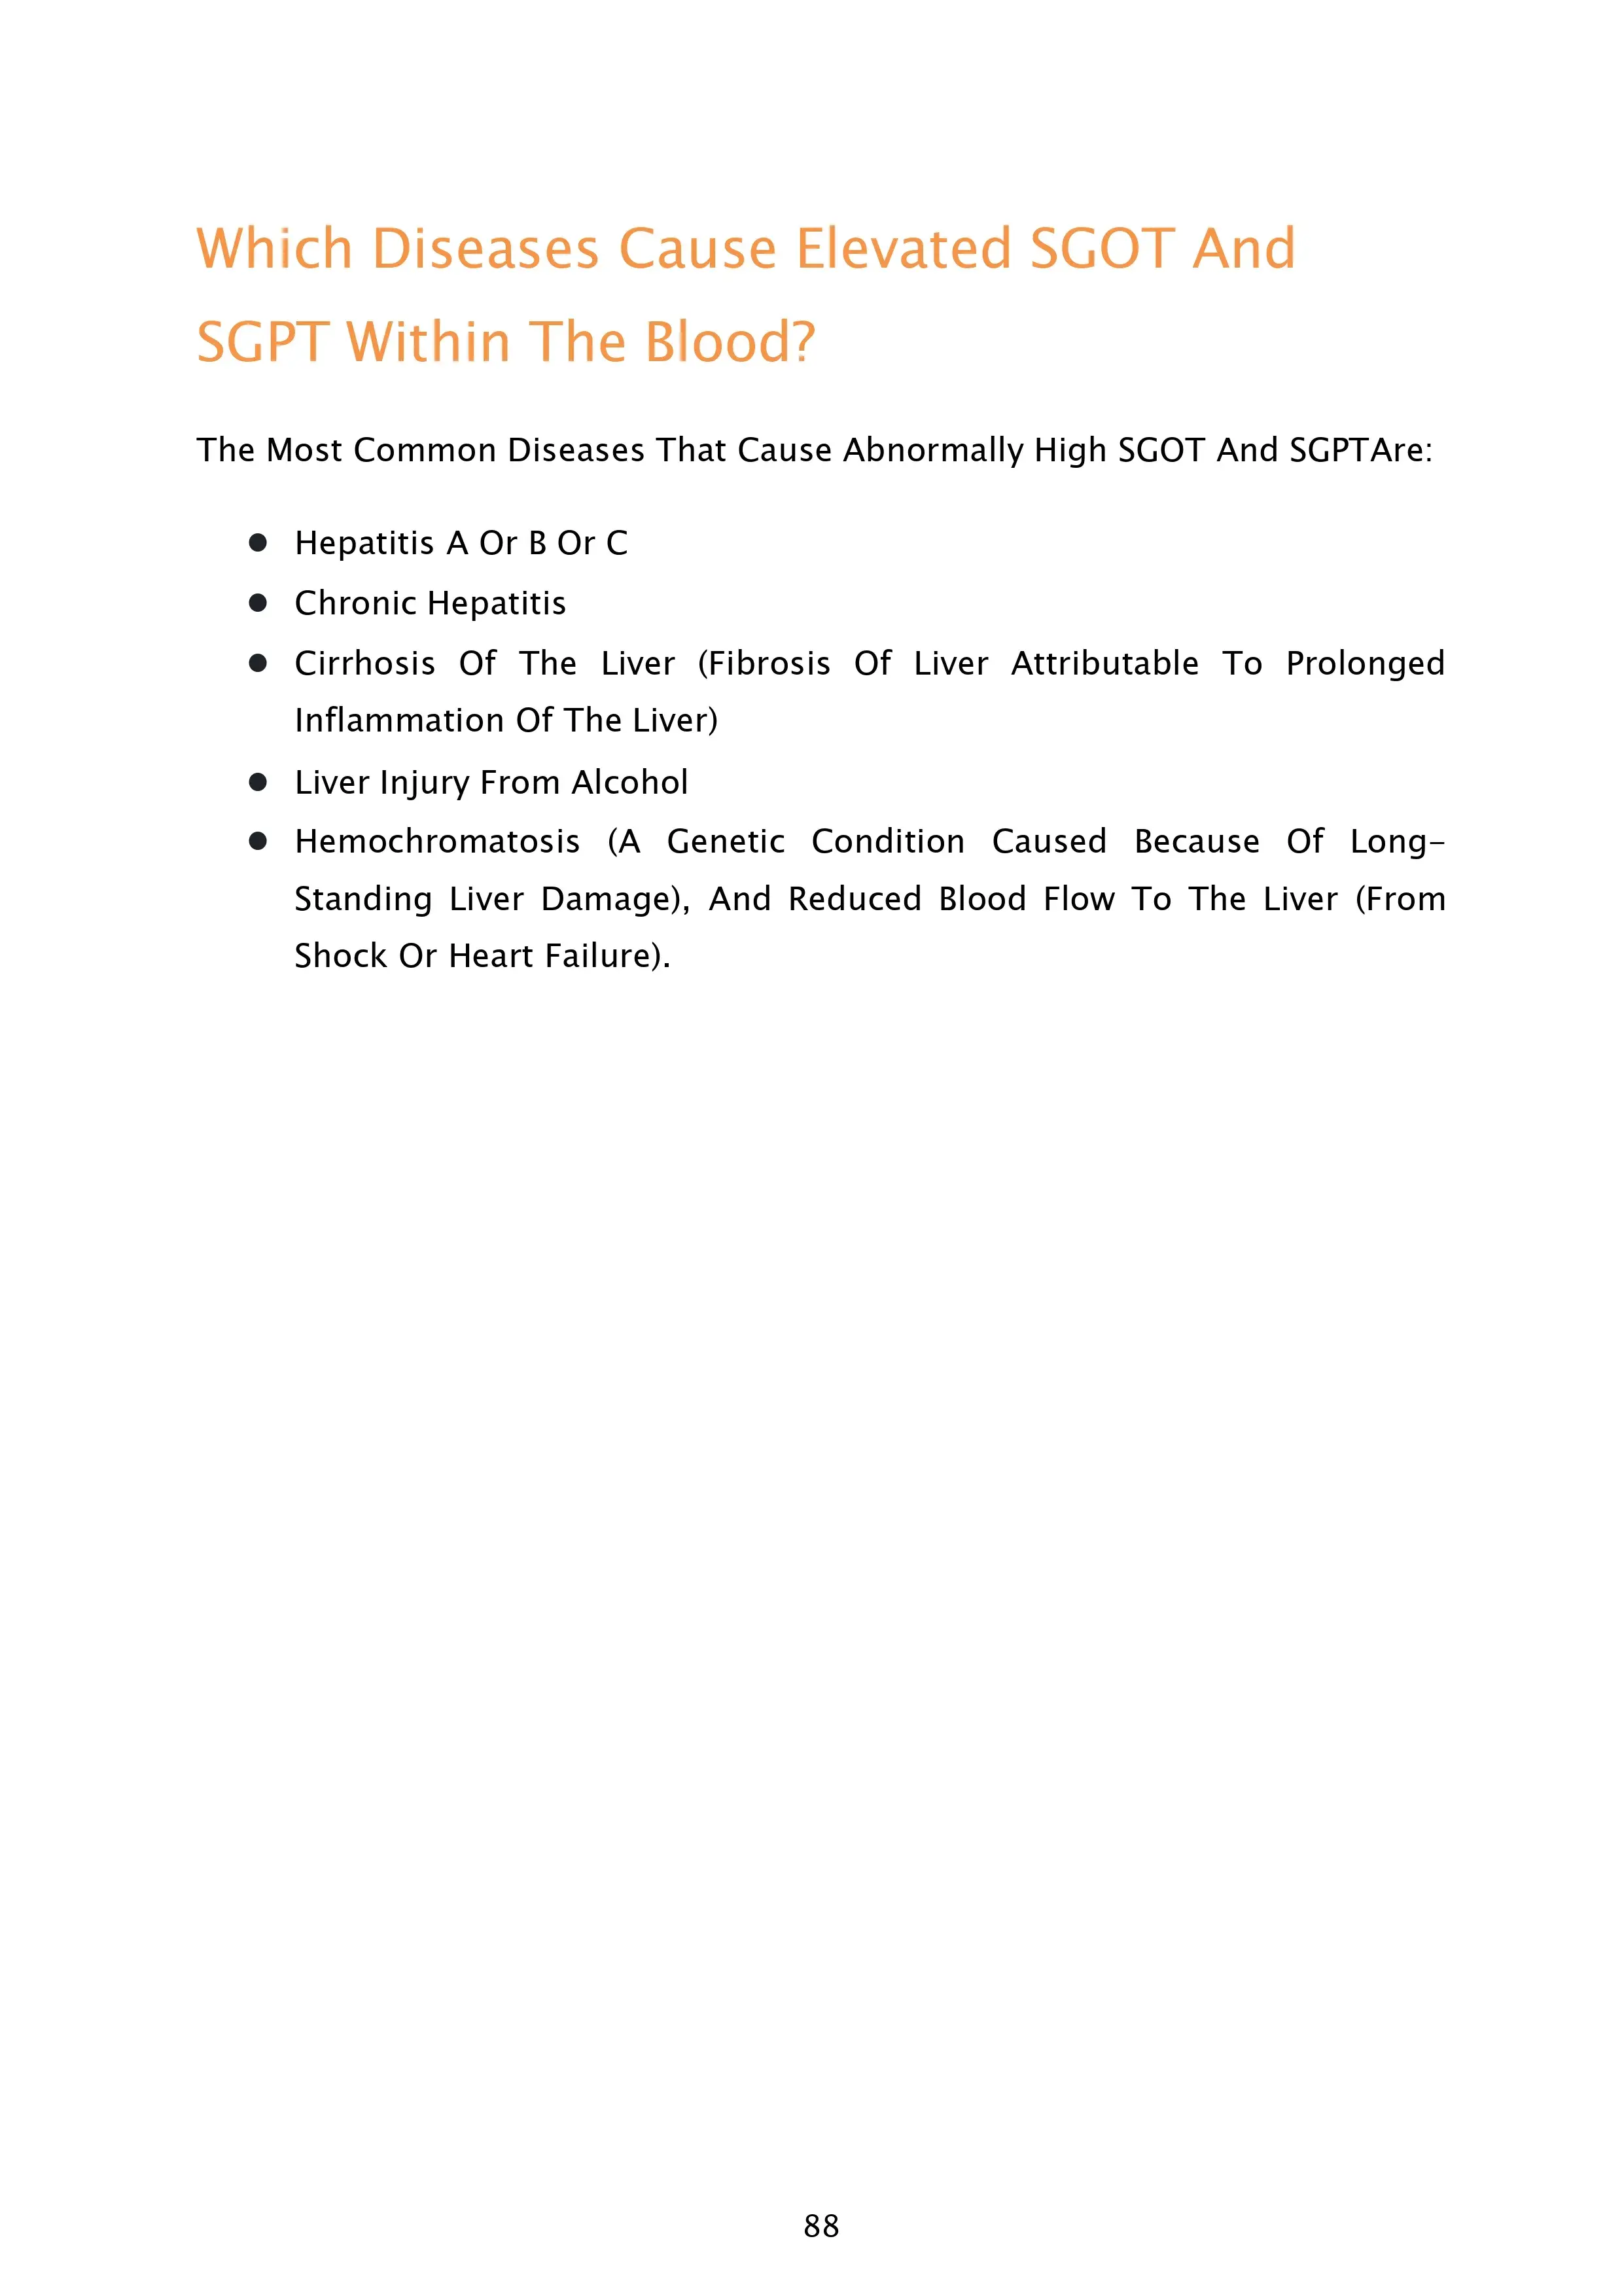 Which Diseases Cause Elevated SGOT And
SGPT Within The Blood?
The Most Common Diseases That Cause Abnormally High SGOT And SGPTAre:
● Hepatitis A Or B Or C
● Chronic Hepatitis
● Cirrhosis Of The Liver (Fibrosis Of Liver Attributable To Prolonged
Inflammation Of The Liver)
● Liver Injury From Alcohol
● Hemochromatosis (A Genetic Condition Caused Because Of Long-
Standing Liver Damage), And Reduced Blood Flow To The Liver (From
Shock Or Heart Failure).
88